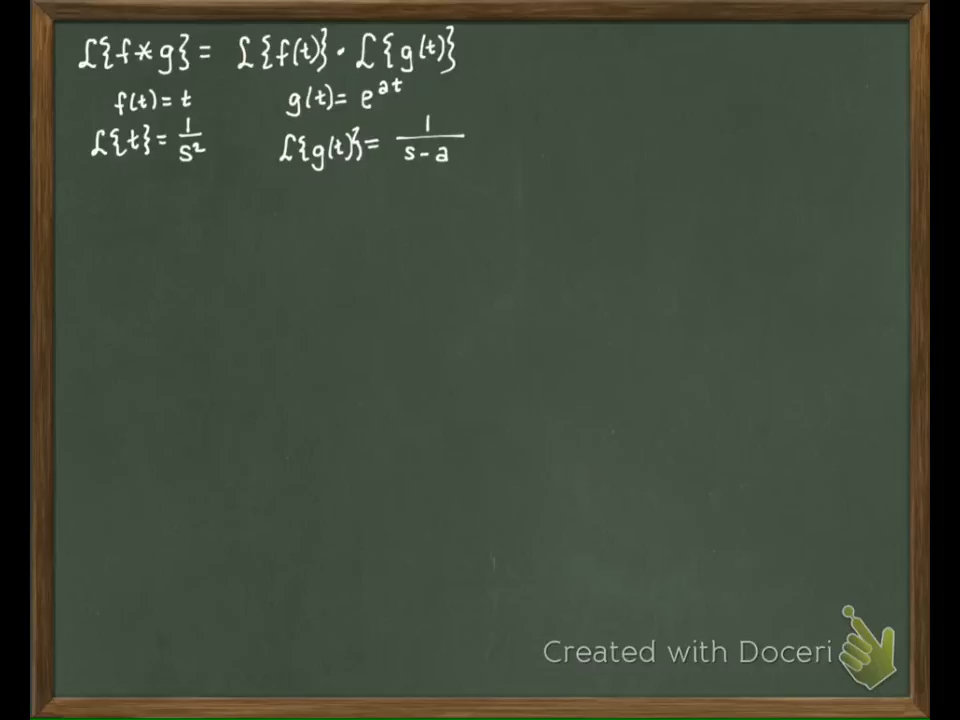 ℒ{f*g} = ℒ{f(t)} · ℒ{g(t)}
f(t) = t g(t) = e^{at}
ℒ{t} = 1/s² ℒ{g(t)} = 1/(s-a)
Created with Doceri